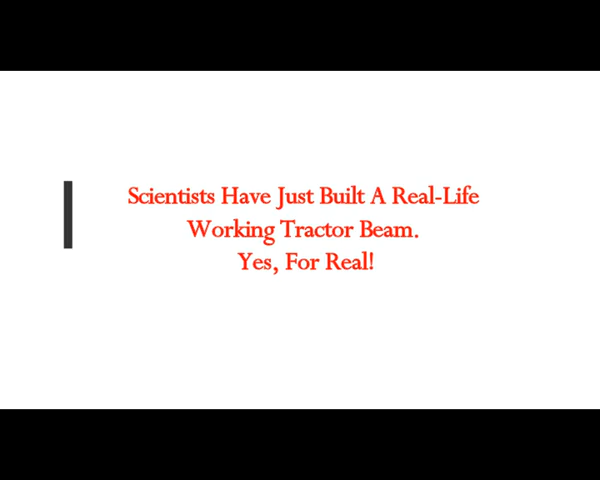 Scientists Have Just Built A Real-Life
Working Tractor Beam.
Yes, For Real!